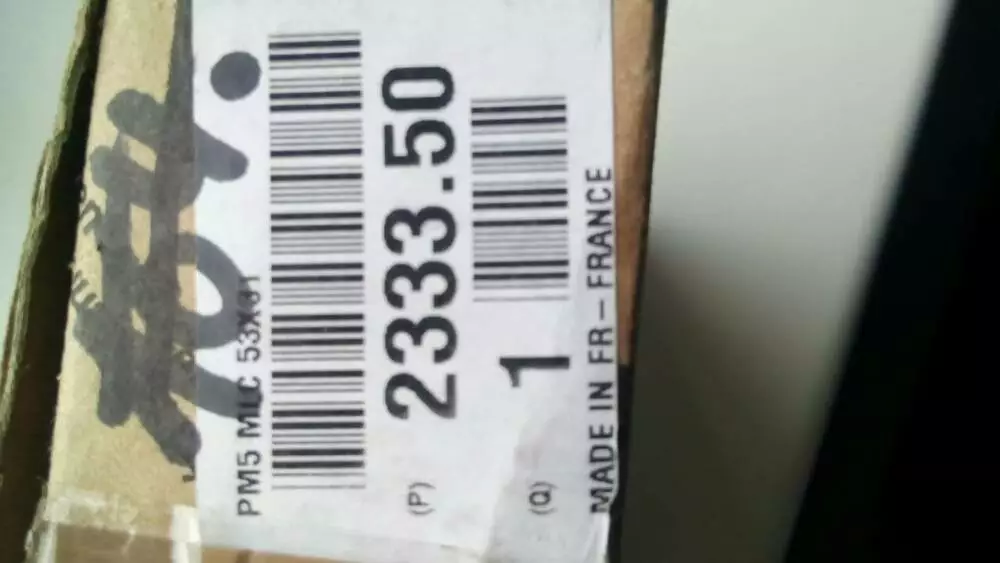 PM5 MLC 53X31
(P) 2333.50
(Q) 1
MADE IN FR-FRANCE